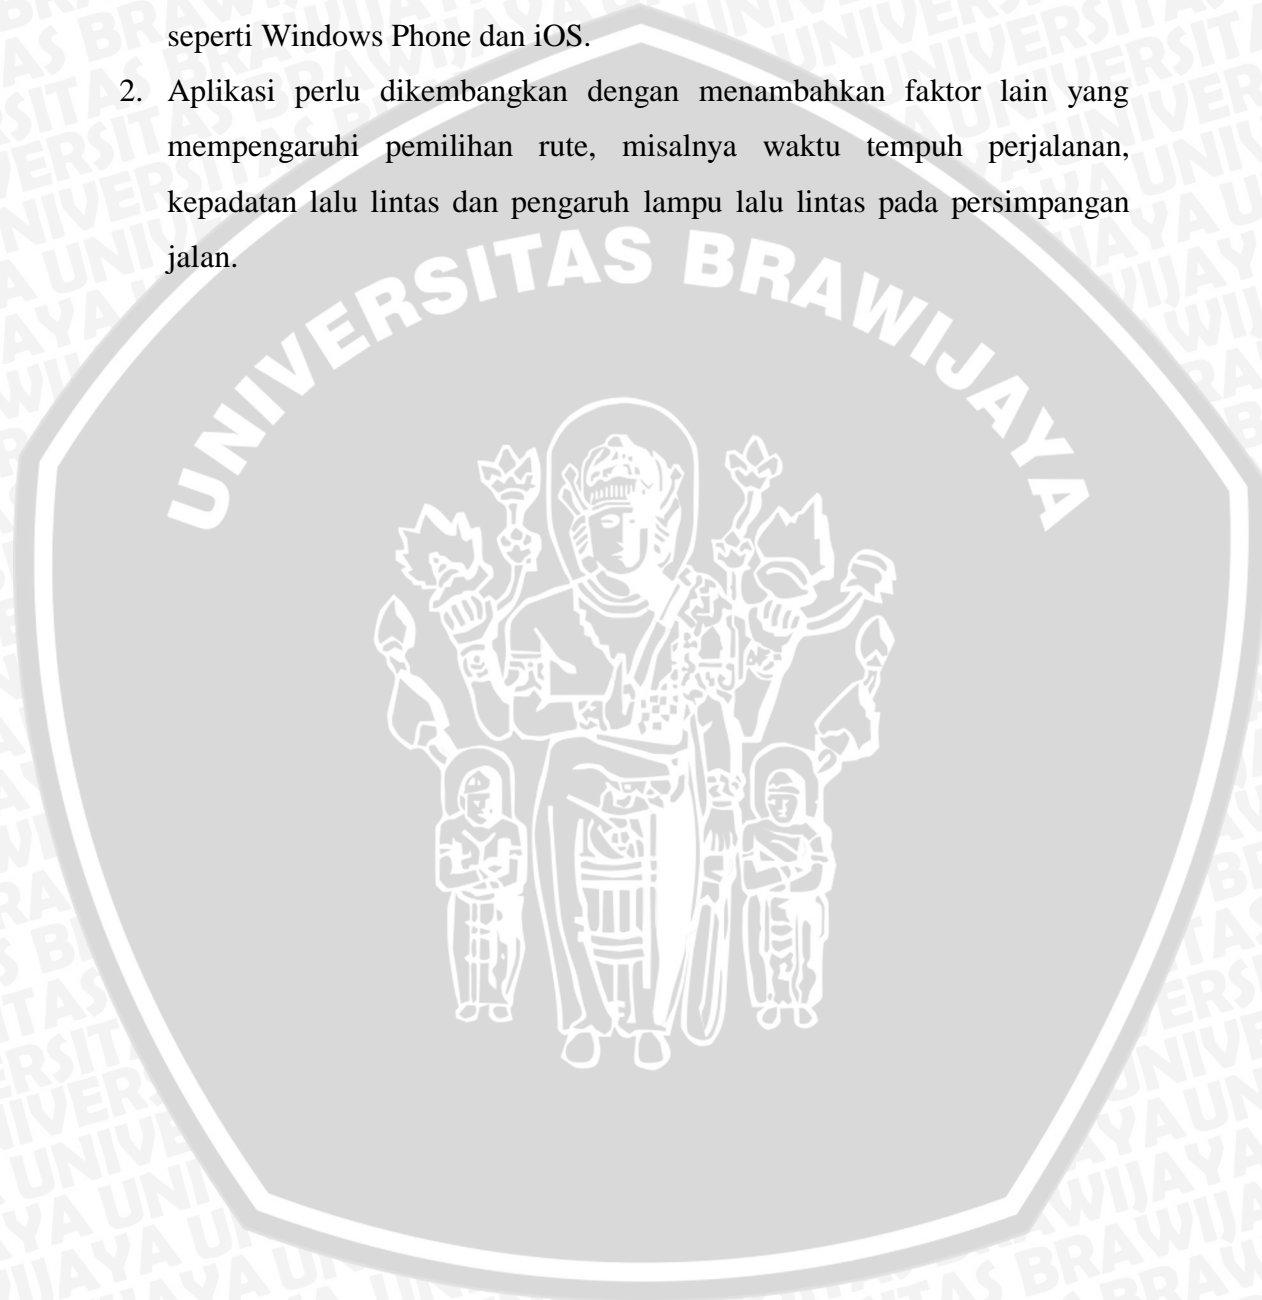 seperti Windows Phone dan iOS.
2. Aplikasi perlu dikembangkan dengan menambahkan faktor lain yang
mempengaruhi pemilihan rute, misalnya waktu tempuh perjalanan,
kepadatan lalu lintas dan pengaruh lampu lalu lintas pada persimpangan
jalan.
UNIVERSITAS BRAWIJAYA